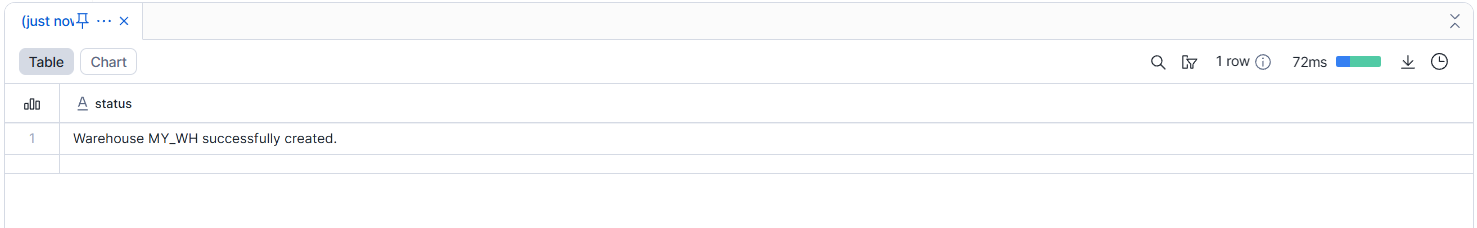 (just nov
Table Chart 1 row 72ms
A status
1 Warehouse MY_WH successfully created.